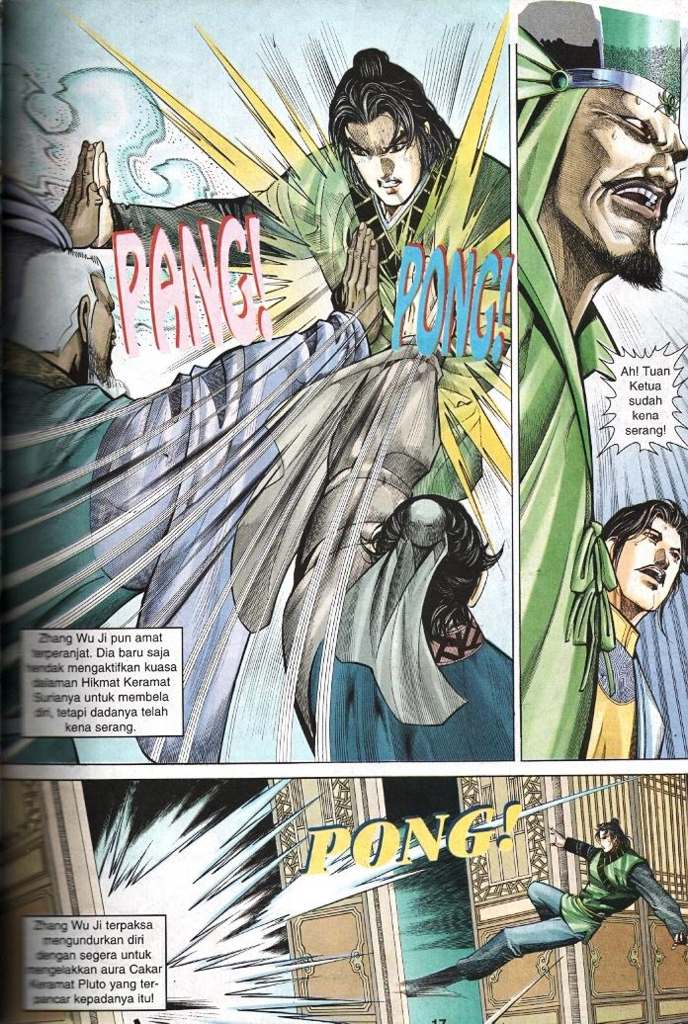 PANG!
PONG!
Ah! Tuan
Ketua
sudah
kena
serang!
Zhang Wu Ji pun amat
terperanjat. Dia baru saja
hendak mengaktifkan kuasa
dalaman Hikmat Keramat
Surianya untuk membela
diri, tetapi dadanya telah
kena serang.
PONG!
Zhang Wu Ji terpaksa
mengundurkan diri
dengan segera untuk
mengelakkan aura Cakar
Keramat Pluto yang ter-
pancar kepadanya itu!
17